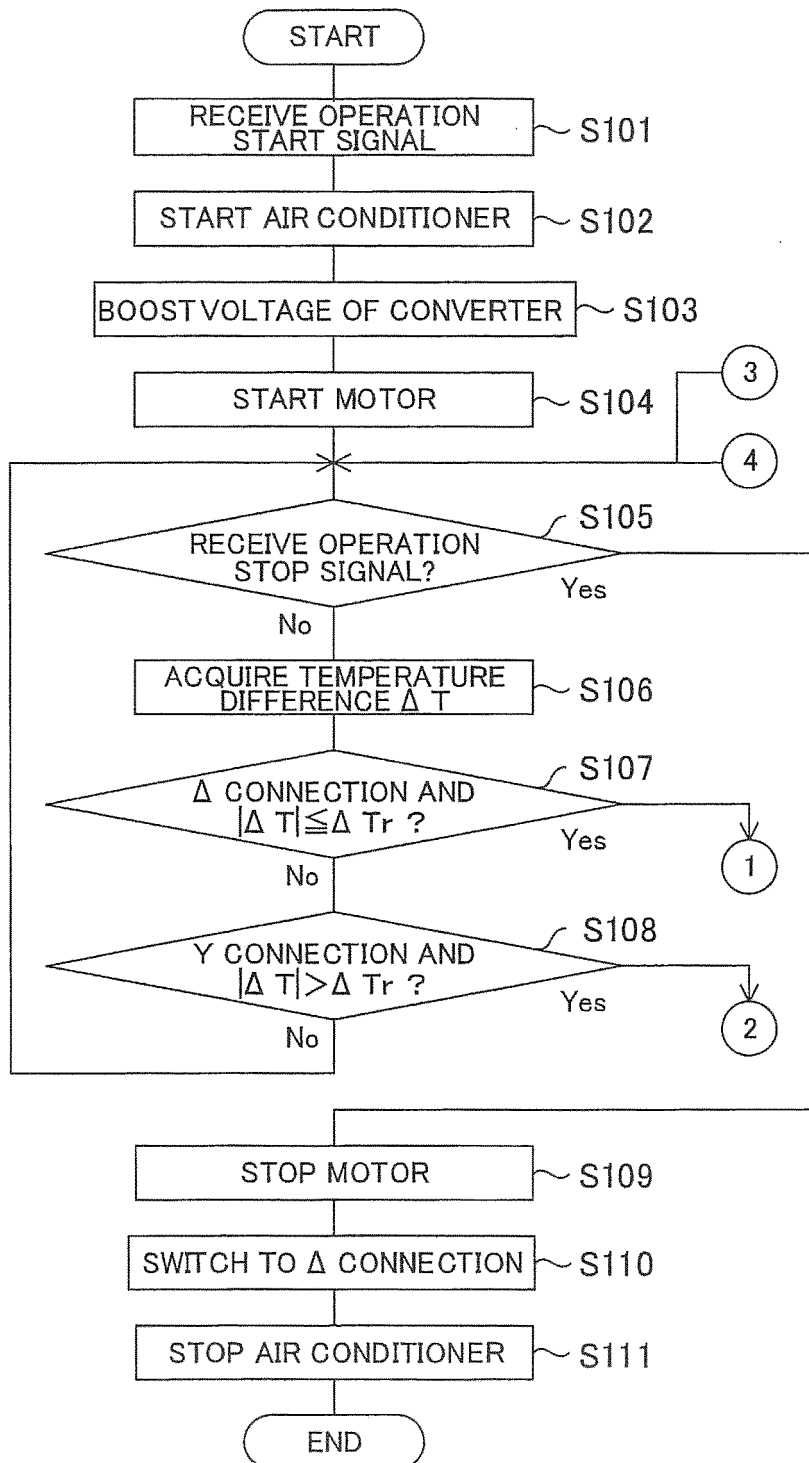 START
RECEIVE OPERATION
START SIGNAL
S101
START AIR CONDITIONER
S102
BOOST VOLTAGE OF CONVERTER
S103
START MOTOR
S104
3
4
RECEIVE OPERATION
STOP SIGNAL?
S105
Yes
No
ACQUIRE TEMPERATURE
DIFFERENCE Δ T
S106
Δ CONNECTION AND
|Δ T|≦Δ Tr ?
S107
Yes
1
No
Y CONNECTION AND
|Δ T|>Δ Tr ?
S108
Yes
2
No
STOP MOTOR
S109
SWITCH TO Δ CONNECTION
S110
STOP AIR CONDITIONER
S111
END